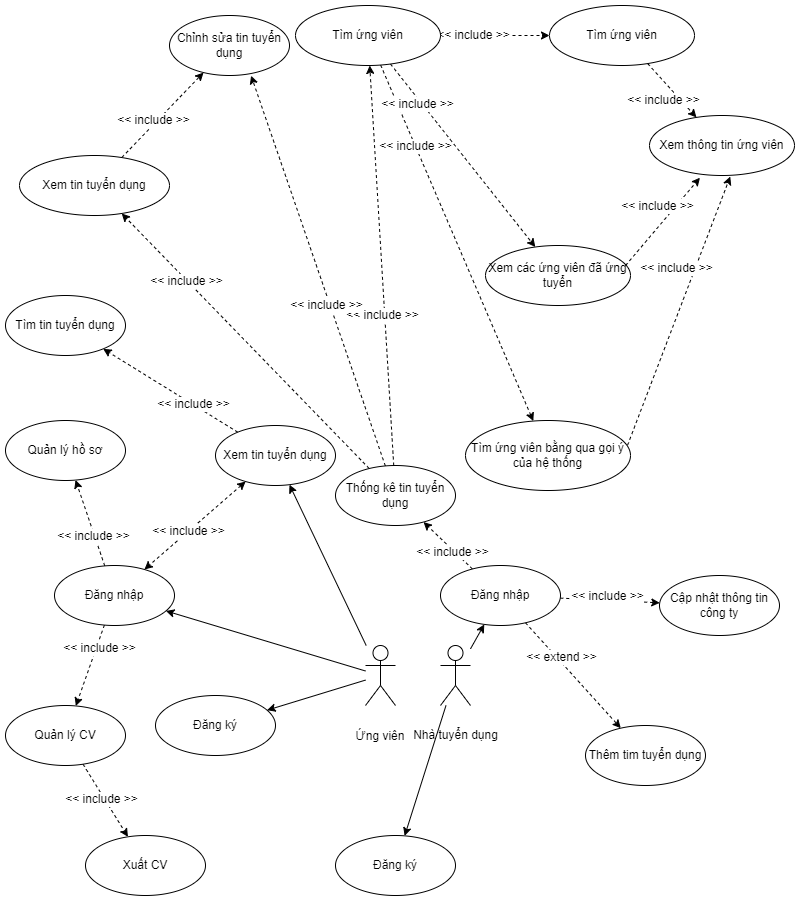 Chỉnh sửa tin tuyển
dụng
Tìm ứng viên
<< include >>
Tìm ứng viên
<< include >>
<< include >>
<< include >>
<< include >>
Xem thông tin ứng viên
Xem tin tuyển dụng
<< include >>
Xem các ứng viên đã ứng
tuyển
<< include >>
<< include >>
<< include >>
<< include >>
Tìm tin tuyển dụng
<< include >>
Quản lý hồ sơ
Xem tin tuyển dụng
Tìm ứng viên bằng qua gọi ý
của hệ thống
Thống kê tin tuyển
dụng
<< include >>
<< include >>
<< include >>
Đăng nhập
Đăng nhập
<< include >>
Cập nhật thông tin
công ty
<< include >>
<< extend >>
Quản lý CV
Đăng ký
Ứng viên
Nhà tuyển dụng
Thêm tim tuyển dụng
<< include >>
Xuất CV
Đăng ký